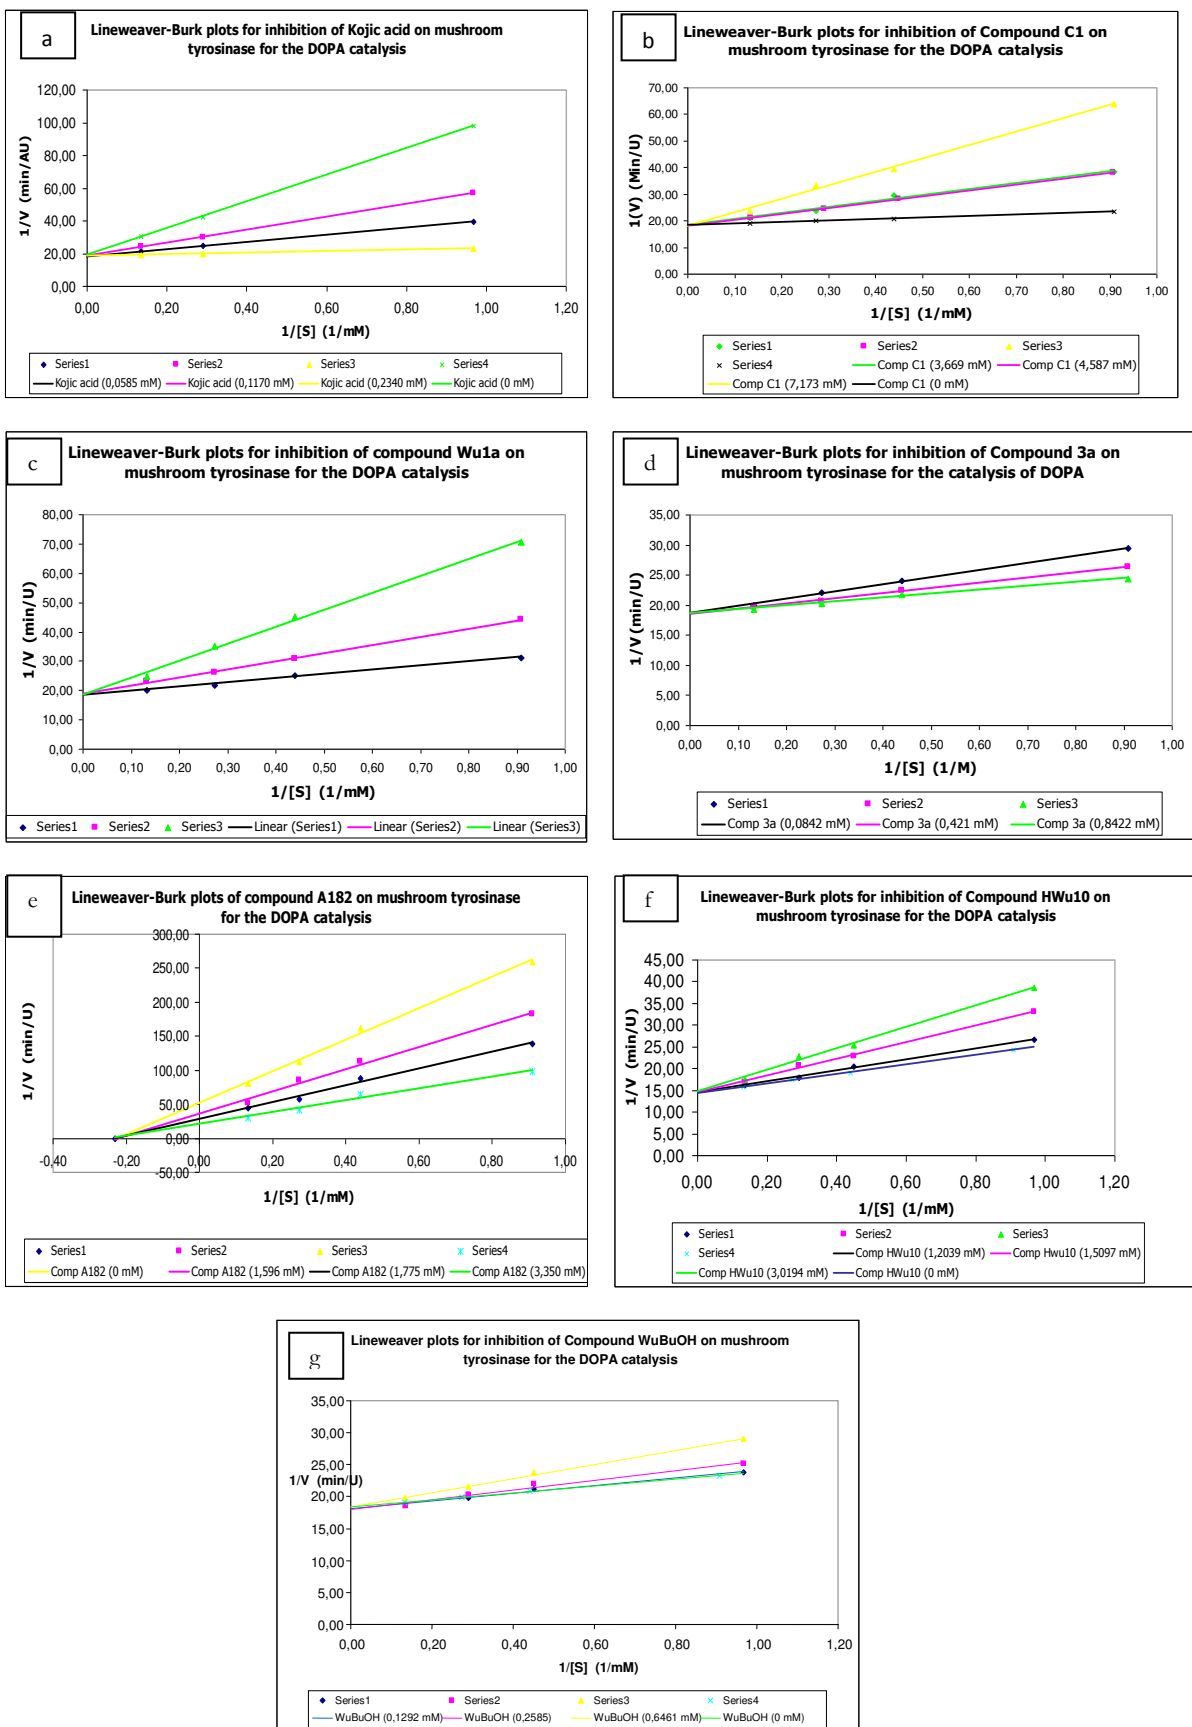 a
Lineweaver-Burk plots for inhibition of Kojic acid on mushroom
tyrosinase for the DOPA catalysis
120,00
100,00
80,00
60,00
40,00
20,00
00,00
1/V (min/AU)
0,00 0,20 0,40 0,60 0,80 1,00 1,20
1/[S] (1/mM)
Series1 Series2 Series3 Series4
Kojic acid (0,0585 mM) Kojic acid (0,1170 mM) Kojic acid (0,2340 mM) Kojic acid (0 mM)
b
Lineweaver-Burk plots for inhibition of Compound C1 on
mushroom tyrosinase for the DOPA catalysis
70,00
60,00
50,00
40,00
30,00
20,00
10,00
0,00
1(V) (Min/U)
0,00 0,10 0,20 0,30 0,40 0,50 0,60 0,70 0,80 0,90 1,00
1/[S] (1/mM)
Series1 Series2 Series3
Series4 Comp C1 (3,669 mM) Comp C1 (4,587 mM)
Comp C1 (7,173 mM) Comp C1 (0 mM)
c
Lineweaver-Burk plots for inhibition of compound Wu1a on
mushroom tyrosinase for the DOPA catalysis
80,00
70,00
60,00
50,00
40,00
30,00
20,00
10,00
0,00
1/V (min/U)
0,00 0,10 0,20 0,30 0,40 0,50 0,60 0,70 0,80 0,90 1,00
1/[S] (1/mM)
Series1 Series2 Series3 Linear (Series1) Linear (Series2) Linear (Series3)
d
Lineweaver-Burk plots for inhibition of Compound 3a on
mushroom tyrosinase for the catalysis of DOPA
35,00
30,00
25,00
20,00
15,00
10,00
5,00
0,00
1/V (min/U)
0,00 0,10 0,20 0,30 0,40 0,50 0,60 0,70 0,80 0,90 1,00
1/[S] (1/M)
Series1 Series2 Series3
Comp 3a (0,0842 mM) Comp 3a (0,421 mM) Comp 3a (0,8422 mM)
e
Lineweaver-Burk plots of compound A182 on mushroom tyrosinase
for the DOPA catalysis
300,00
250,00
200,00
150,00
100,00
50,00
0,00
-50,00
1/V (min/U)
-0,40 -0,20 0,00 0,20 0,40 0,60 0,80 1,00
1/[S] (1/mM)
Series1 Series2 Series3 Series4
Comp A182 (0 mM) Comp A182 (1,596 mM) Comp A182 (1,775 mM) Comp A182 (3,350 mM)
f
Lineweaver-Burk plots for inhibition of Compound HWu10 on
mushroom tyrosinase for the DOPA catalysis
45,00
40,00
35,00
30,00
25,00
20,00
15,00
10,00
5,00
0,00
1/V (min/U)
0,00 0,20 0,40 0,60 0,80 1,00 1,20
1/[S] (1/mM)
Series1 Series2 Series3
Series4 Comp HWu10 (1,2039 mM) Comp Hwu10 (1,5097 mM)
Comp HWu10 (3,0194 mM) Comp HWu10 (0 mM)
g
Lineweaver plots for inhibition of Compound WuBuOH on mushroom
tyrosinase for the DOPA catalysis
35,00
30,00
25,00
20,00
15,00
10,00
5,00
0,00
1/V (min/U)
0,00 0,20 0,40 0,60 0,80 1,00 1,20
1/[S] (1/mM)
Series1 Series2 Series3 Series4
WuBuOH (0,1292 mM) WuBuOH (0,2585) WuBuOH (0,6461 mM) WuBuOH (0 mM)